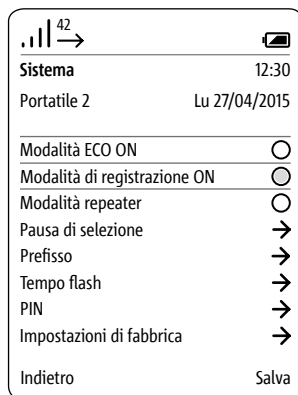 42
Sistema 12:30
Portatile 2 Lu 27/04/2015
Modalità ECO ON
Modalità di registrazione ON
Modalità repeater
Pausa di selezione
Prefisso
Tempo flash
PIN
Impostazioni di fabbrica
Indietro Salva